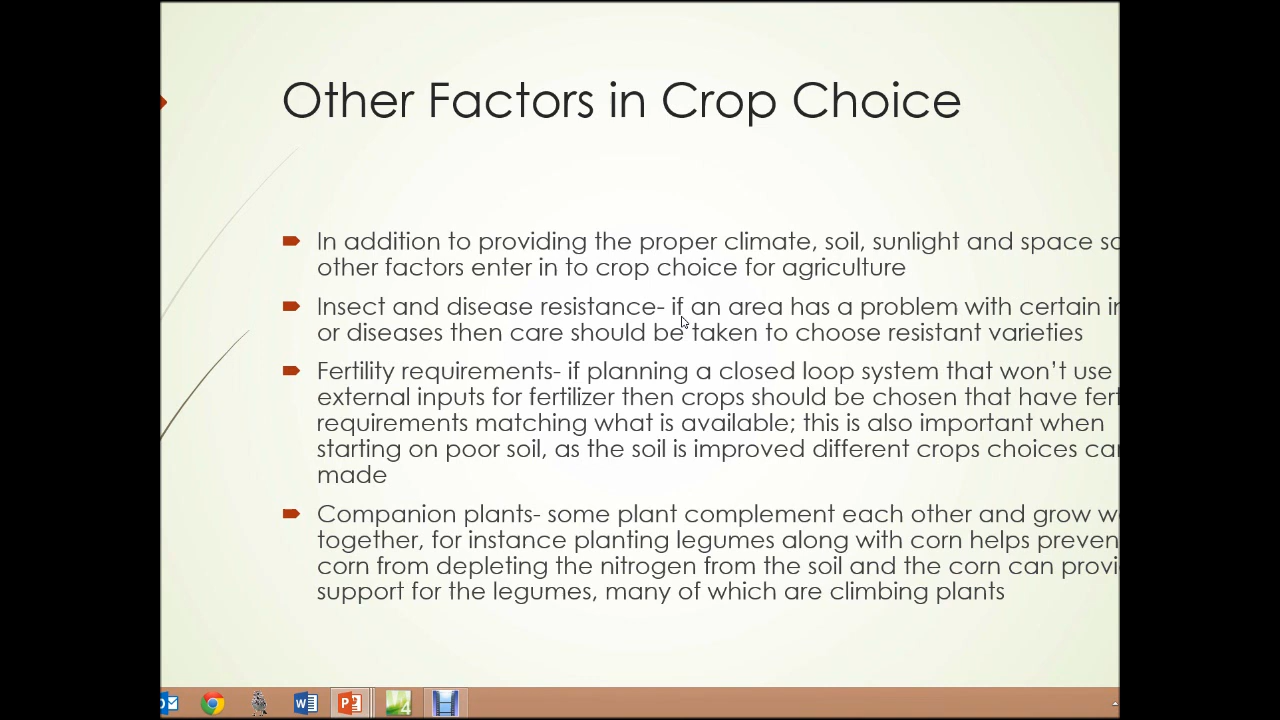 Other Factors in Crop Choice
In addition to providing the proper climate, soil, sunlight and space
other factors enter in to crop choice for agriculture
Insect and disease resistance- if an area has a problem with certain
or diseases then care should be taken to choose resistant varieties
Fertility requirements- if planning a closed loop system that won't use
external inputs for fertilizer then crops should be chosen that have
requirements matching what is available; this is also important when
starting on poor soil, as the soil is improved different crops choices
made
Companion plants- some plant complement each other and grow
together, for instance planting legumes along with corn helps
corn from depleting the nitrogen from the soil and the corn can
support for the legumes, many of which are climbing plants